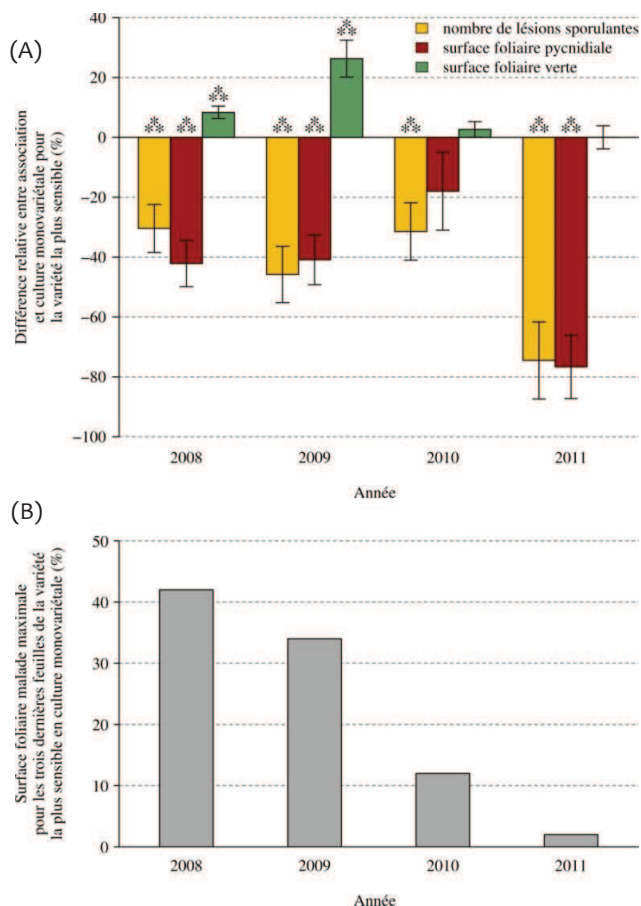 (A)
nombre de lésions sporulantes
surface foliaire pycnidiale
surface foliaire verte
Différence relative entre association
et culture monovariétale pour
la variété la plus sensible (%)
40
20
0
−20
−40
−60
−80
−100
⁂ ⁂ ⁂ ⁂ ⁂ ⁂ ⁂ ⁂ ⁂
2008 2009 2010 2011
Année
(B)
Surface foliaire malade maximale
pour les trois dernières feuilles de la variété
la plus sensible en culture monovariétale (%)
50
40
30
20
10
0
2008 2009 2010 2011
Année